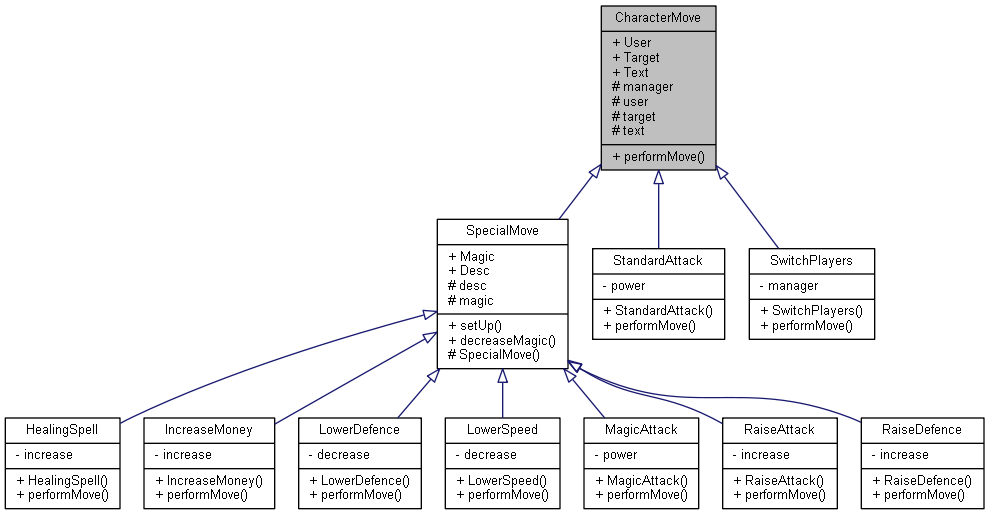 CharacterMove
+ User
+ Target
+ Text
# manager
# user
# target
# text
+ performMove()
SpecialMove
+ Magic
+ Desc
# desc
# magic
+ setUp()
+ decreaseMagic()
# SpecialMove()
StandardAttack
- power
+ StandardAttack()
+ performMove()
SwitchPlayers
- manager
+ SwitchPlayers()
+ performMove()
HealingSpell
- increase
+ HealingSpell()
+ performMove()
IncreaseMoney
- increase
+ IncreaseMoney()
+ performMove()
LowerDefence
- decrease
+ LowerDefence()
+ performMove()
LowerSpeed
- decrease
+ LowerSpeed()
+ performMove()
MagicAttack
- power
+ MagicAttack()
+ performMove()
RaiseAttack
- increase
+ RaiseAttack()
+ performMove()
RaiseDefence
- increase
+ RaiseDefence()
+ performMove()